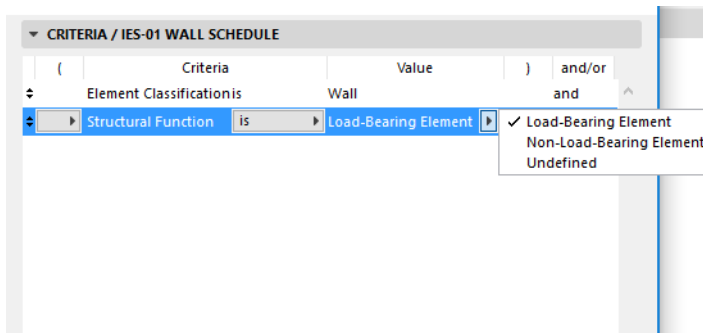 CRITERIA / IES-01 WALL SCHEDULE
( Criteria Value ) and/or
Element Classification is Wall and
Structural Function is Load-Bearing Element
Load-Bearing Element
Non-Load-Bearing Element
Undefined